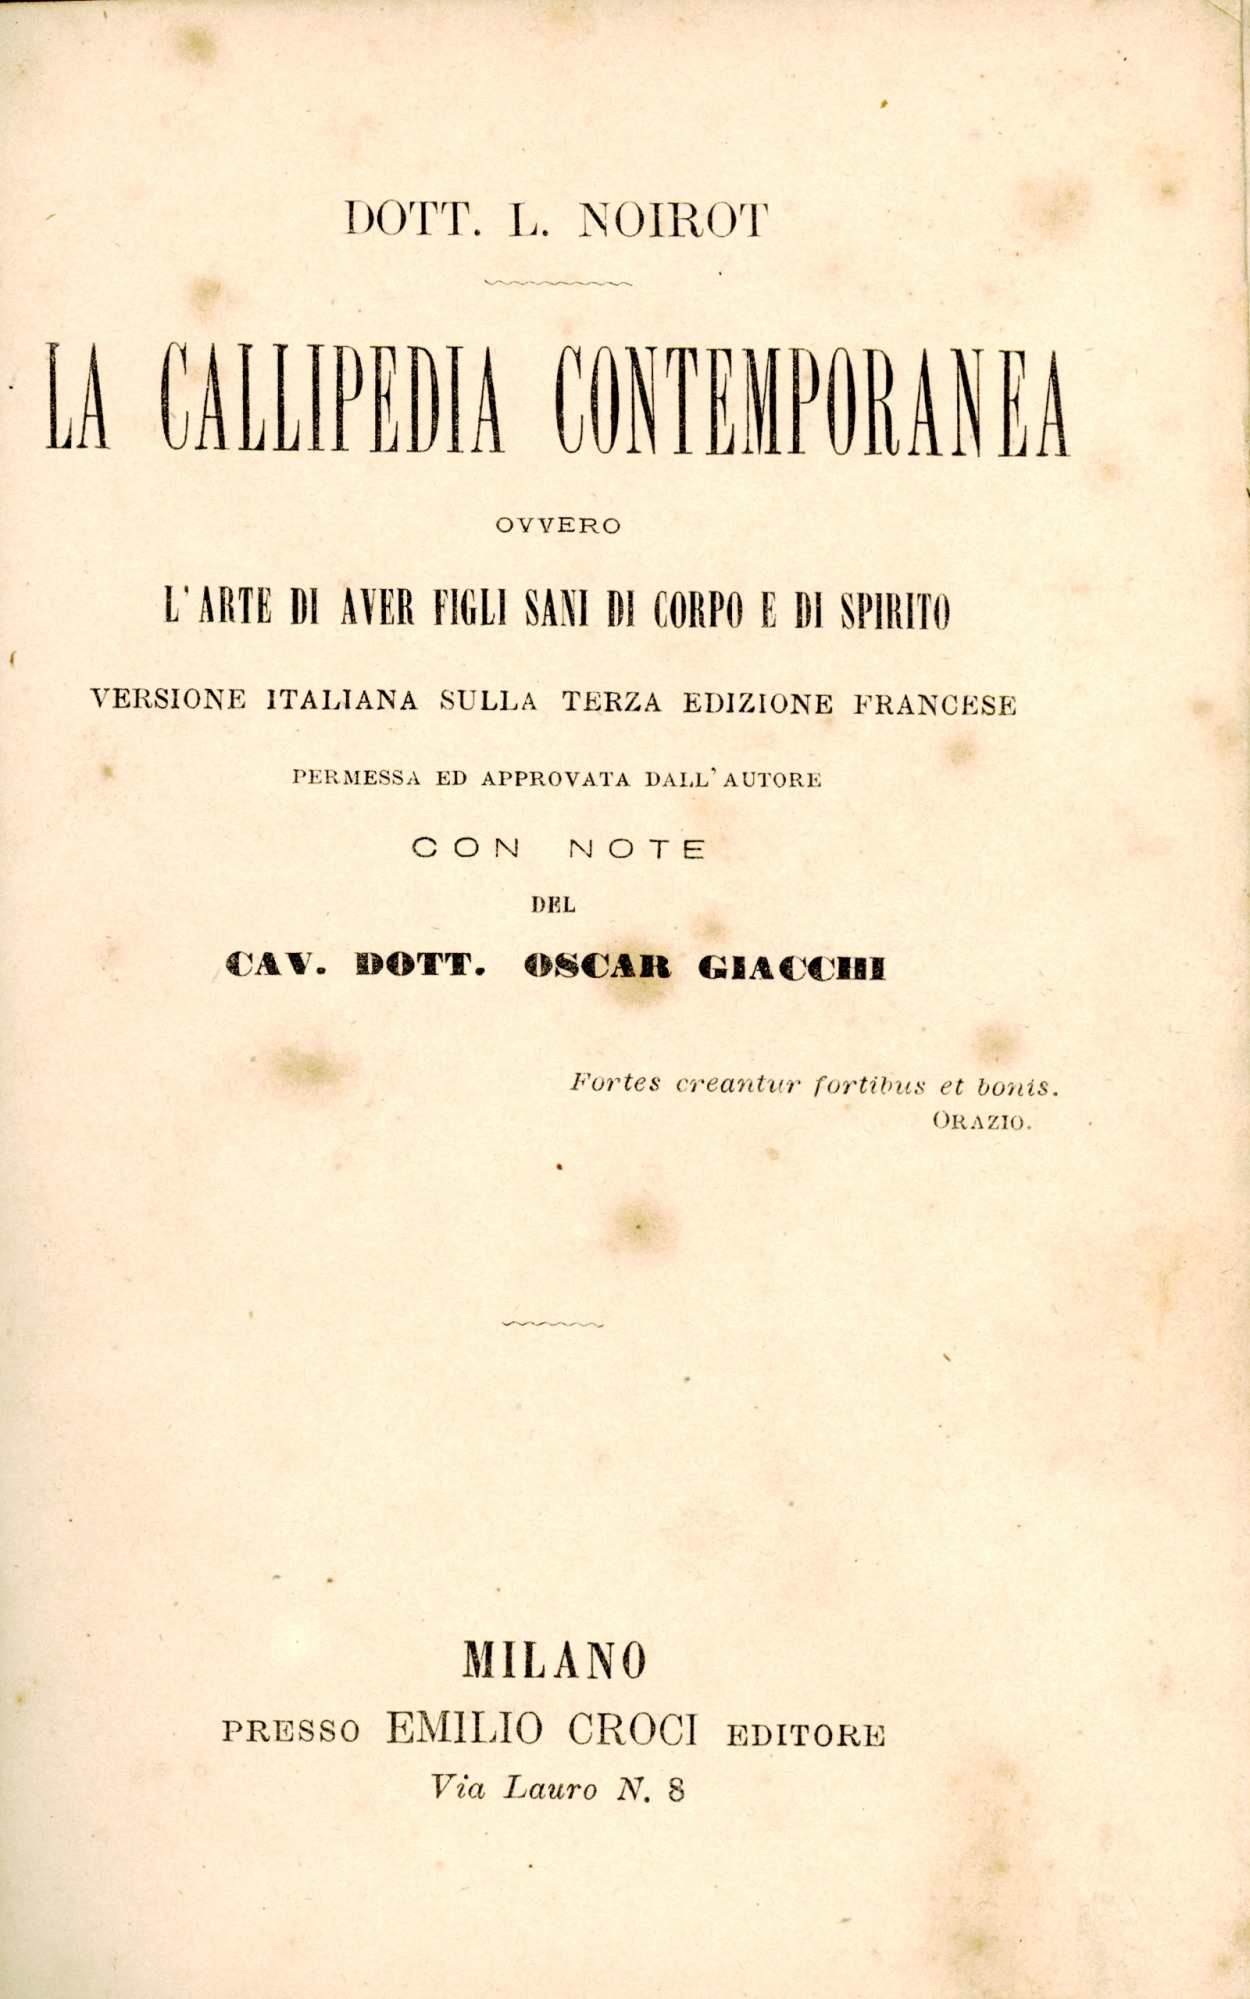 DOTT. L. NOIROT
LA CALLIPEDIA CONTEMPORANEA
OVVERO
L'ARTE DI AVER FIGLI SANI DI CORPO E DI SPIRITO
VERSIONE ITALIANA SULLA TERZA EDIZIONE FRANCESE
PERMESSA ED APPROVATA DALL'AUTORE
CON NOTE
DEL
CAV. DOTT. OSCAR GIACCHI
Fortes creantur fortibus et bonis.
ORAZIO.
MILANO
PRESSO EMILIO CROCI EDITORE
Via Lauro N. 8